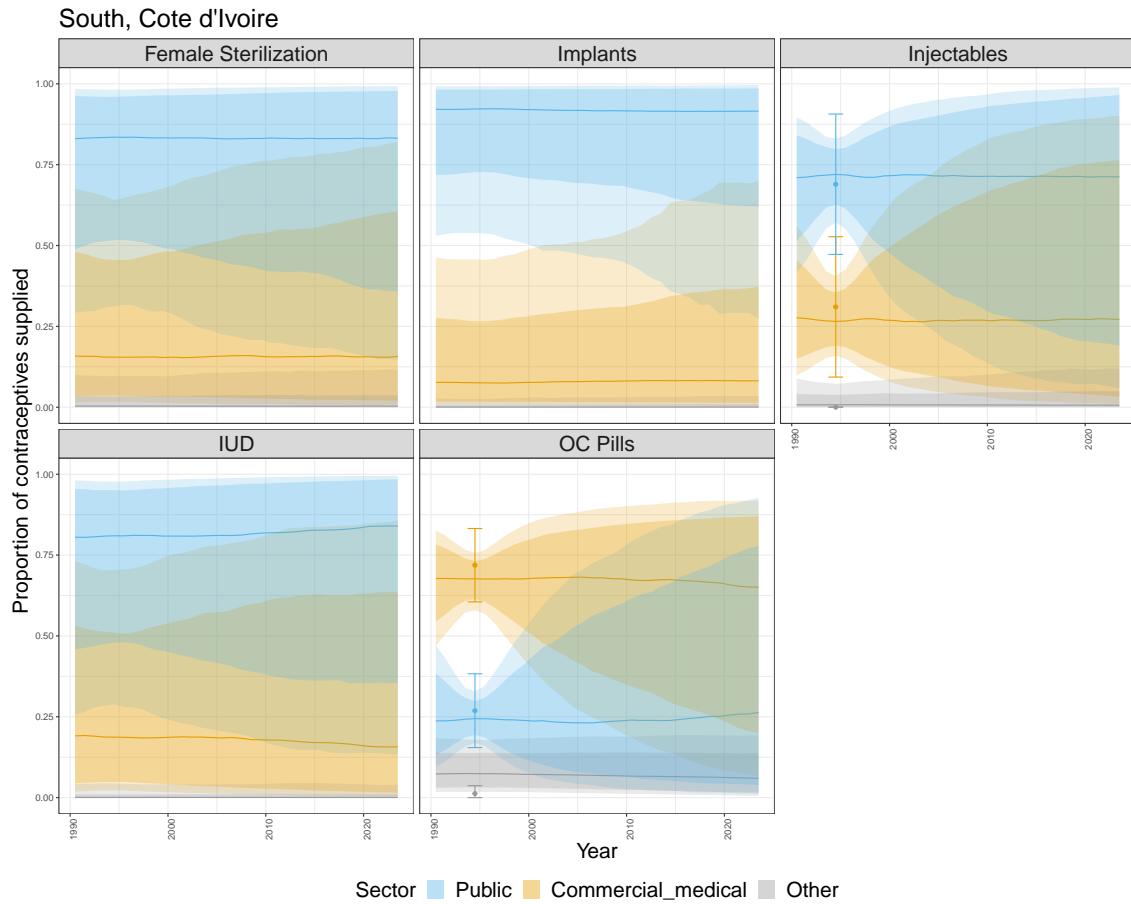 South, Cote d'Ivoire
Female Sterilization
Implants
Injectables
1.00
0.75
0.50
0.25
0.00
1990
2000
2010
2020
IUD
OC Pills
1.00
0.75
0.50
0.25
0.00
1990
2000
2010
2020
1990
2000
2010
2020
Proportion of contraceptives supplied
Year
Sector Public Commercial_medical Other